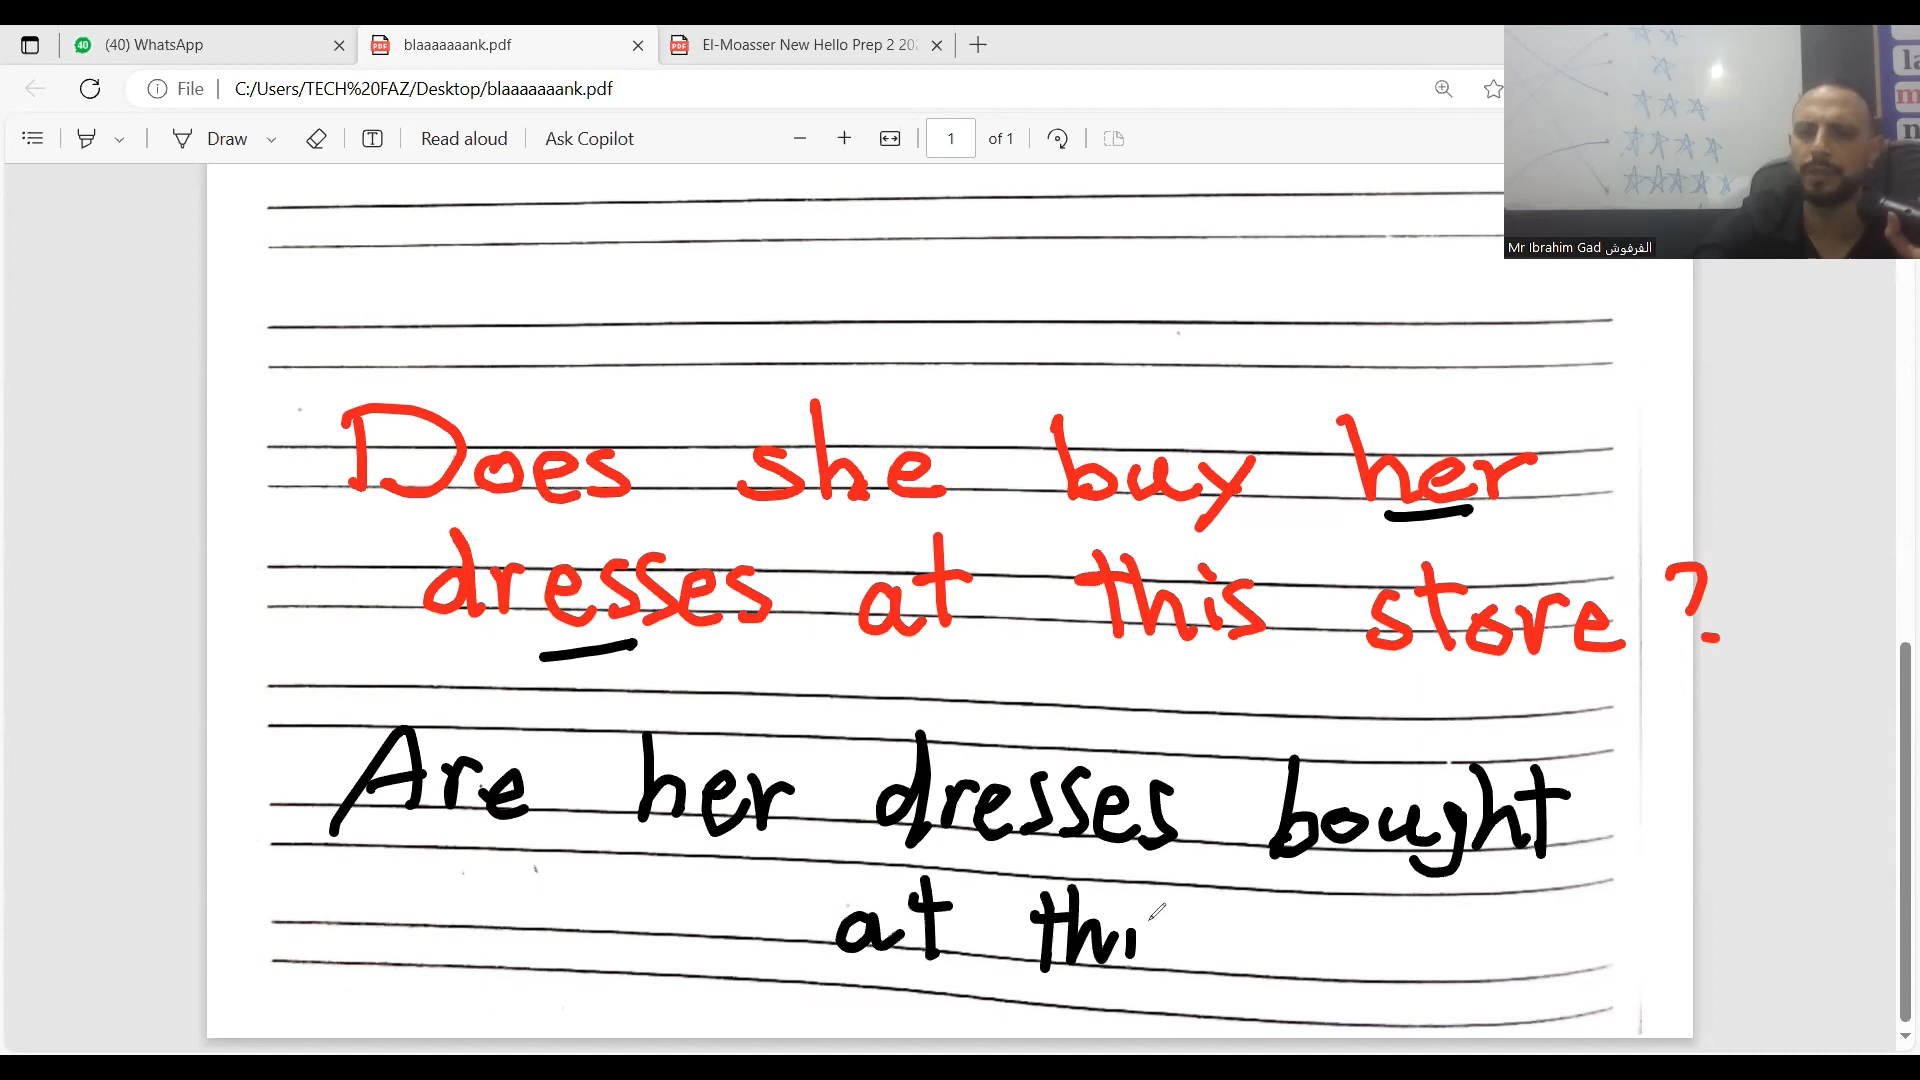 (40) WhatsApp
blaaaaaaank.pdf
El-Moasser New Hello Prep 2 202
File
C:/Users/TECH%20FAZ/Desktop/blaaaaaaank.pdf
Draw
Read aloud
Ask Copilot
1
of 1
Mr Ibrahim Gad الفرفوش
Does she buy her
dresses at this store ?
Are her dresses bought
at thi